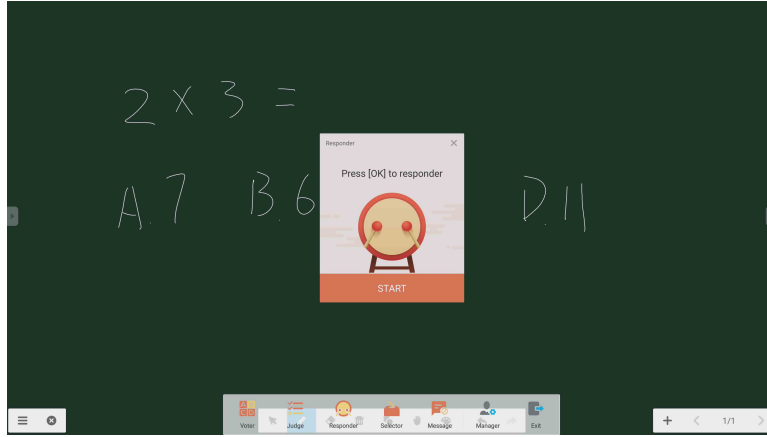 2 × 3 =
Responder
Press [OK] to responder
A.7 B.6 D.11
START
Voter Judge Responder Selector Message Manager Exit
1/1